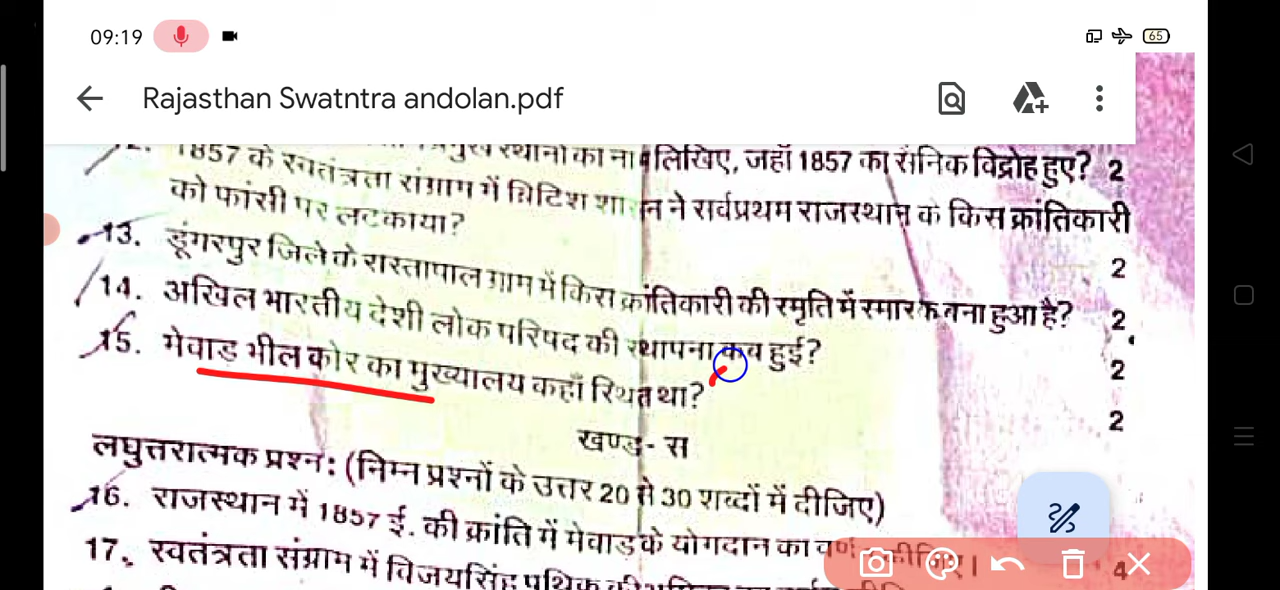 09:19
65
Rajasthan Swatntra andolan.pdf
लिखिए, जहाँ 1857 का सैनिक विद्रोह हुए? 2
1857 के स्वतंत्रता संग्राम में ब्रिटिश शासन ने सर्वप्रथम राजस्थान के किस क्रांतिकारी
को फांसी पर लटकाया?
2
13. डूंगरपुर जिले के रास्तापाल ग्राम में किस क्रांतिकारी की स्मृति में स्मारक बना हुआ है?
2
14. अखिल भारतीय देशी लोक परिषद की स्थापना कब हुई?
2
15. मेवाड भील कोर का मुख्यालय कहाँ स्थित था?
2
खण्ड- स
लघुत्तरात्मक प्रश्न: (निम्न प्रश्नों के उत्तर 20 से 30 शब्दों में दीजिए)
16. राजस्थान में 1857 ई. की क्रांति में मेवाड़ के योगदान का कीजिए।
4
17. स्वतंत्रता संग्राम में विजयसिंह पथिक की